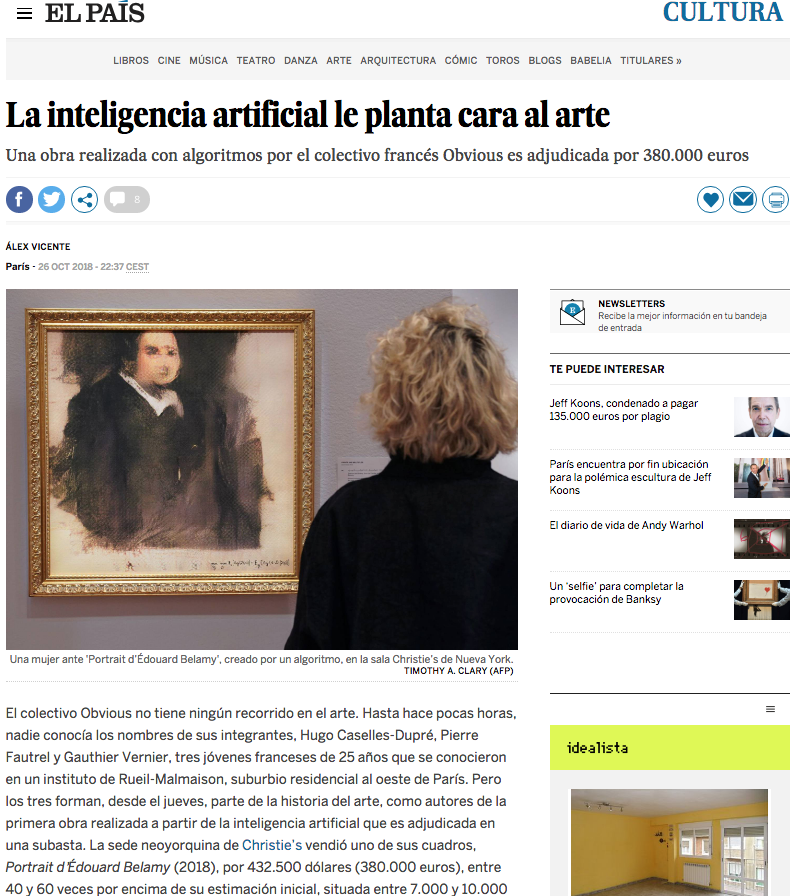 EL PAÍS
CULTURA
LIBROS CINE MÚSICA TEATRO DANZA ARTE ARQUITECTURA CÓMIC TOROS BLOGS BABELIA TITULARES »
La inteligencia artificial le planta cara al arte
Una obra realizada con algoritmos por el colectivo francés Obvious es adjudicada por 380.000 euros
8
ÁLEX VICENTE
París - 26 OCT 2018 - 22:37 CEST
Una mujer ante 'Portrait d'Édouard Belamy', creado por un algoritmo, en la sala Christie's de Nueva York.
TIMOTHY A. CLARY (AFP)
El colectivo Obvious no tiene ningún recorrido en el arte. Hasta hace pocas horas,
nadie conocía los nombres de sus integrantes, Hugo Caselles-Dupré, Pierre
Fautrel y Gauthier Vernier, tres jóvenes franceses de 25 años que se conocieron
en un instituto de Rueil-Malmaison, suburbio residencial al oeste de París. Pero
los tres forman, desde el jueves, parte de la historia del arte, como autores de la
primera obra realizada a partir de la inteligencia artificial que es adjudicada en
una subasta. La sede neoyorquina de Christie's vendió uno de sus cuadros,
Portrait d'Édouard Belamy (2018), por 432.500 dólares (380.000 euros), entre
40 y 60 veces por encima de su estimación inicial, situada entre 7.000 y 10.000
NEWSLETTERS
Recibe la mejor información en tu bandeja
de entrada
TE PUEDE INTERESAR
Jeff Koons, condenado a pagar
135.000 euros por plagio
París encuentra por fin ubicación
para la polémica escultura de Jeff
Koons
El diario de vida de Andy Warhol
Un 'selfie' para completar la
provocación de Banksy
idealista